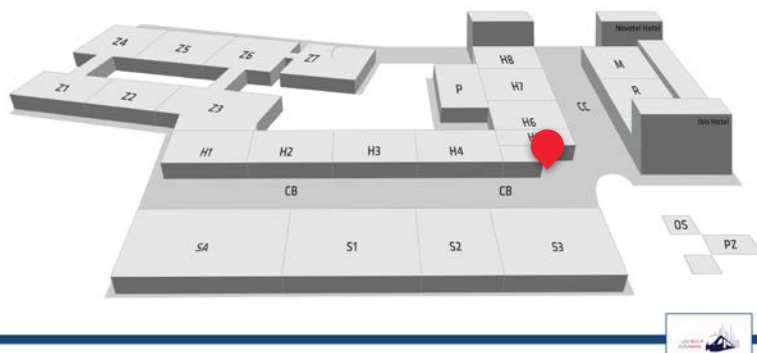 Z4
Z5
Z6
Z7
Z1
Z2
Z3
H8
H7
H6
P
M
R
CC
Novotel Hotel
Ibis Hotel
H1
H2
H3
H4
CB
CB
SA
S1
S2
S3
OS
PZ